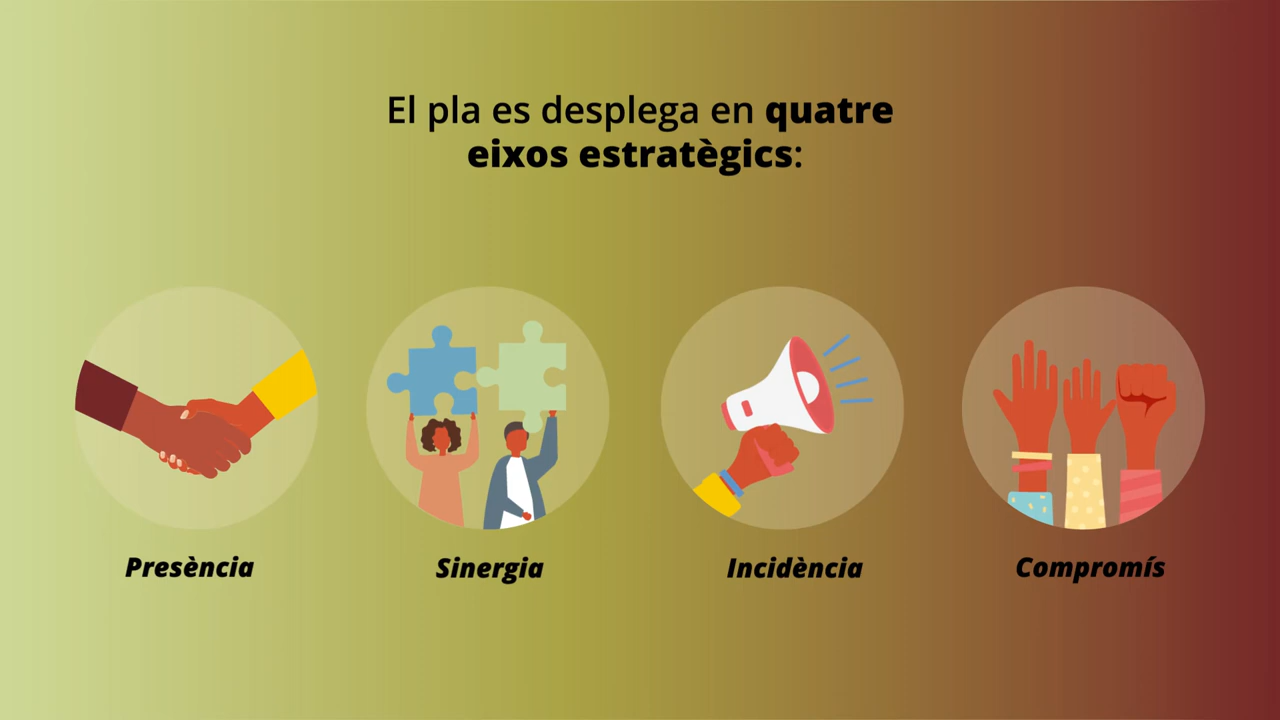 El pla es desplega en quatre
eixos estratègics:
Presència
Sinergia
Incidència
Compromís